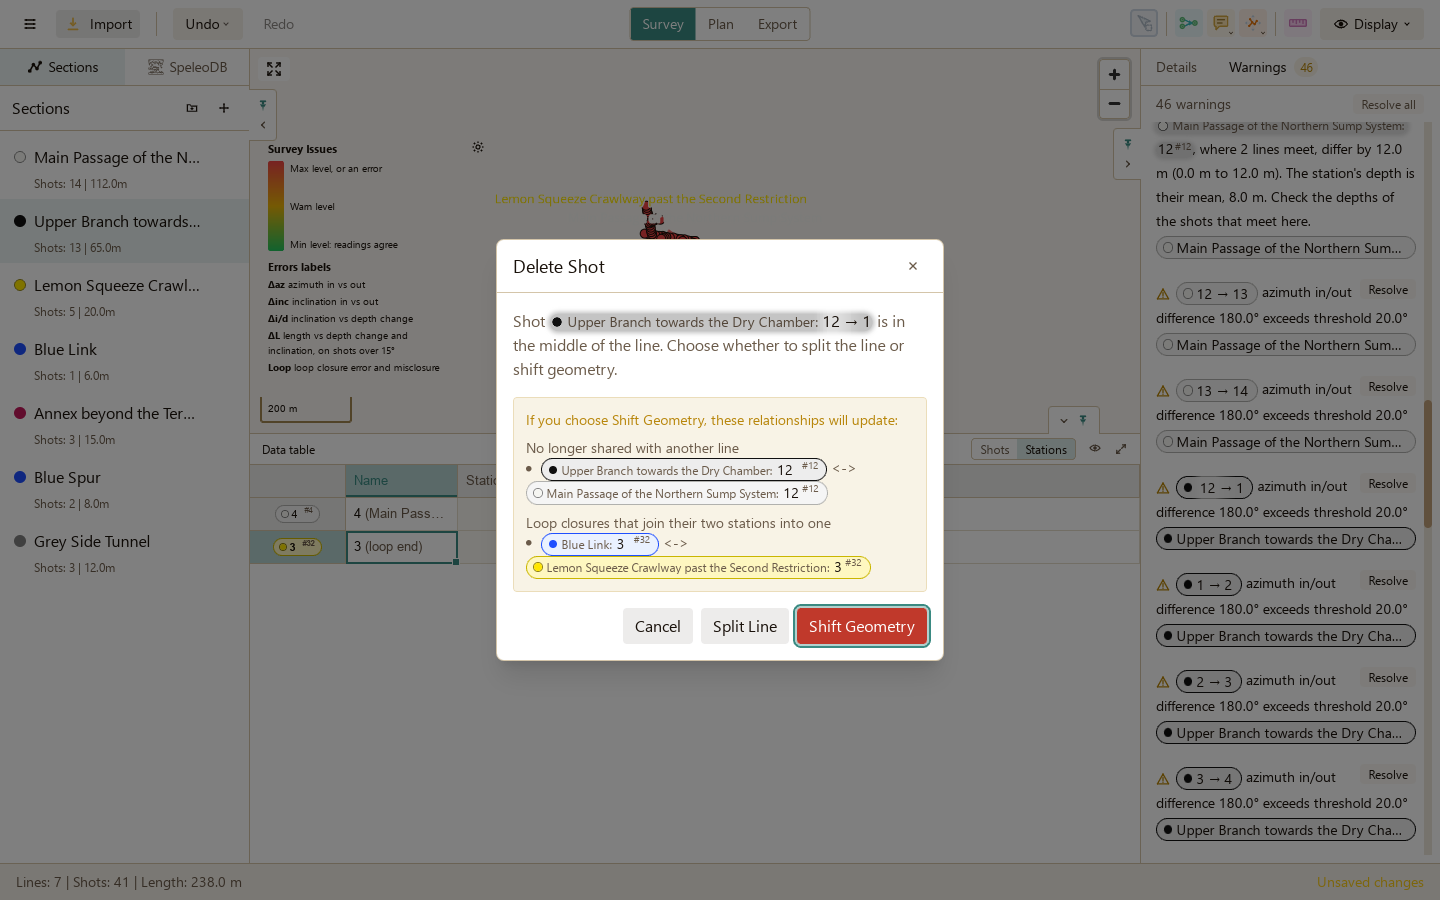 Import
Undo
Redo
Survey
Plan
Export
Display
Sections
SpeleoDB
Sections
Main Passage of the N...
Shots: 14 | 112.0m
Upper Branch towards...
Shots: 13 | 65.0m
Lemon Squeeze Crawl...
Shots: 5 | 20.0m
Blue Link
Shots: 1 | 6.0m
Annex beyond the Ter...
Shots: 3 | 15.0m
Blue Spur
Shots: 2 | 8.0m
Grey Side Tunnel
Shots: 3 | 12.0m
Survey Issues
Max level, or an error
Warn level
Min level: readings agree
Errors labels
Δaz azimuth in vs out
Δinc inclination in vs out
Δi/d inclination vs depth change
ΔL length vs depth change and
inclination, on shots over 15°
Loop loop closure error and misclosure
200 m
Lemon Squeeze Crawlway past the Second Restriction
Data table
Shots
Stations
Name
Static
4 #4
4 (Main Pass...
3 #32
3 (loop end)
Delete Shot
×
Shot Upper Branch towards the Dry Chamber: 12 → 1 is in
the middle of the line. Choose whether to split the line or
shift geometry.
If you choose Shift Geometry, these relationships will update:
No longer shared with another line
• Upper Branch towards the Dry Chamber: 12 #12 <->
Main Passage of the Northern Sump System: 12 #12
Loop closures that join their two stations into one
• Blue Link: 3 #32 <->
Lemon Squeeze Crawlway past the Second Restriction: 3 #32
Cancel
Split Line
Shift Geometry
Details
Warnings 46
46 warnings
Resolve all
Main Passage of the Northern Sump System:
12 #12, where 2 lines meet, differ by 12.0
m (0.0 m to 12.0 m). The station's depth is
their mean, 8.0 m. Check the depths of
the shots that meet here.
Main Passage of the Northern Sum...
12 → 13 azimuth in/out
Resolve
difference 180.0° exceeds threshold 20.0°
Main Passage of the Northern Sum...
13 → 14 azimuth in/out
Resolve
difference 180.0° exceeds threshold 20.0°
Main Passage of the Northern Sum...
12 → 1 azimuth in/out
Resolve
difference 180.0° exceeds threshold 20.0°
Upper Branch towards the Dry Cha...
1 → 2 azimuth in/out
Resolve
difference 180.0° exceeds threshold 20.0°
Upper Branch towards the Dry Cha...
2 → 3 azimuth in/out
Resolve
difference 180.0° exceeds threshold 20.0°
Upper Branch towards the Dry Cha...
3 → 4 azimuth in/out
Resolve
difference 180.0° exceeds threshold 20.0°
Upper Branch towards the Dry Cha...
Lines: 7 | Shots: 41 | Length: 238.0 m
Unsaved changes